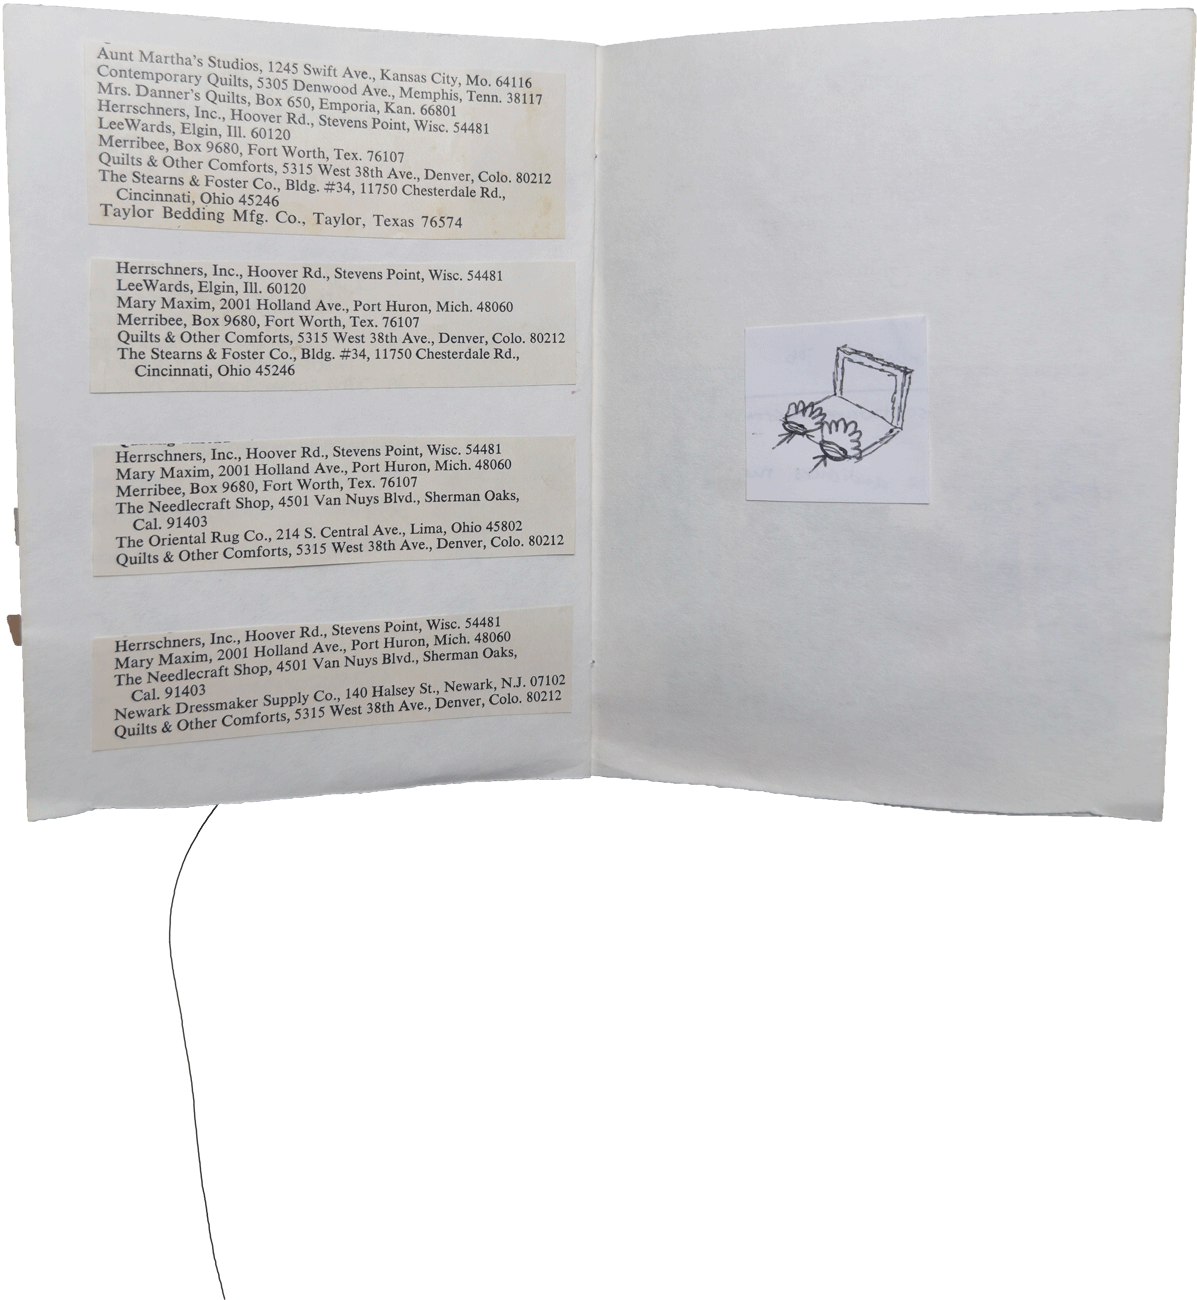 Aunt Martha's Studios, 1245 Swift Ave., Kansas City, Mo. 64116
Contemporary Quilts, 5305 Denwood Ave., Memphis, Tenn. 38117
Mrs. Danner's Quilts, Box 650, Emporia, Kan. 66801
Herrschners, Inc., Hoover Rd., Stevens Point, Wisc. 54481
LeeWards, Elgin, Ill. 60120
Merribee, Box 9680, Fort Worth, Tex. 76107
Quilts & Other Comforts, 5315 West 38th Ave., Denver, Colo. 80212
The Stearns & Foster Co., Bldg. #34, 11750 Chesterdale Rd.,
Cincinnati, Ohio 45246
Taylor Bedding Mfg. Co., Taylor, Texas 76574
Herrschners, Inc., Hoover Rd., Stevens Point, Wisc. 54481
LeeWards, Elgin, Ill. 60120
Mary Maxim, 2001 Holland Ave., Port Huron, Mich. 48060
Merribee, Box 9680, Fort Worth, Tex. 76107
Quilts & Other Comforts, 5315 West 38th Ave., Denver, Colo. 80212
The Stearns & Foster Co., Bldg. #34, 11750 Chesterdale Rd.,
Cincinnati, Ohio 45246
Herrschners, Inc., Hoover Rd., Stevens Point, Wisc. 54481
Mary Maxim, 2001 Holland Ave., Port Huron, Mich. 48060
Merribee, Box 9680, Fort Worth, Tex. 76107
The Needlecraft Shop, 4501 Van Nuys Blvd., Sherman Oaks,
Cal. 91403
The Oriental Rug Co., 214 S. Central Ave., Lima, Ohio 45802
Quilts & Other Comforts, 5315 West 38th Ave., Denver, Colo. 80212
Herrschners, Inc., Hoover Rd., Stevens Point, Wisc. 54481
Mary Maxim, 2001 Holland Ave., Port Huron, Mich. 48060
The Needlecraft Shop, 4501 Van Nuys Blvd., Sherman Oaks,
Cal. 91403
Newark Dressmaker Supply Co., 140 Halsey St., Newark, N.J. 07102
Quilts & Other Comforts, 5315 West 38th Ave., Denver, Colo. 80212